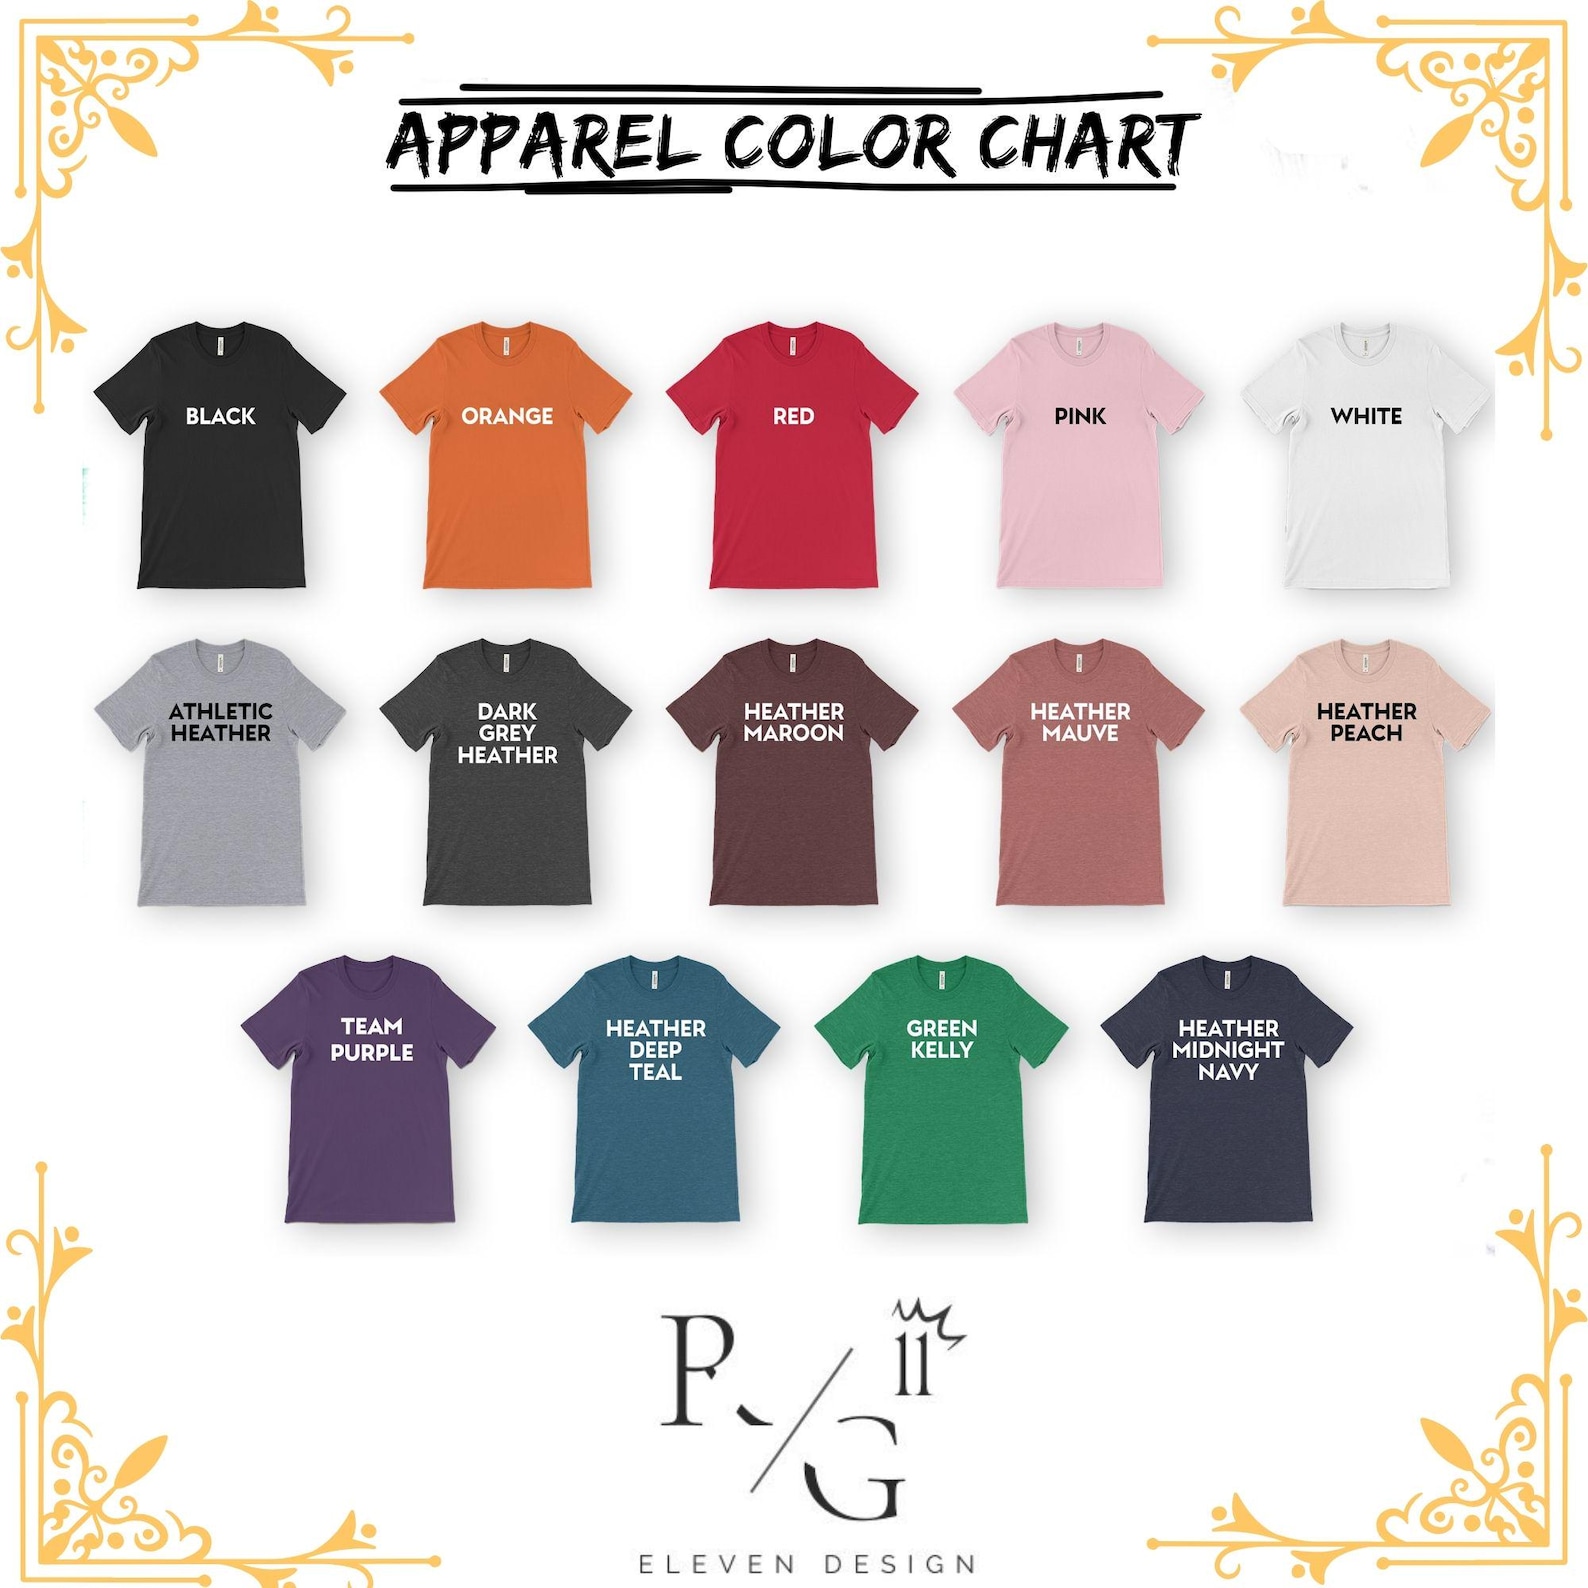 APPAREL COLOR CHART
BLACK
ORANGE
RED
PINK
WHITE
ATHLETIC
HEATHER
DARK
GREY
HEATHER
HEATHER
MAROON
HEATHER
MAUVE
HEATHER
PEACH
TEAM
PURPLE
HEATHER
DEEP
TEAL
GREEN
KELLY
HEATHER
MIDNIGHT
NAVY
R
11
G
ELEVEN DESIGN